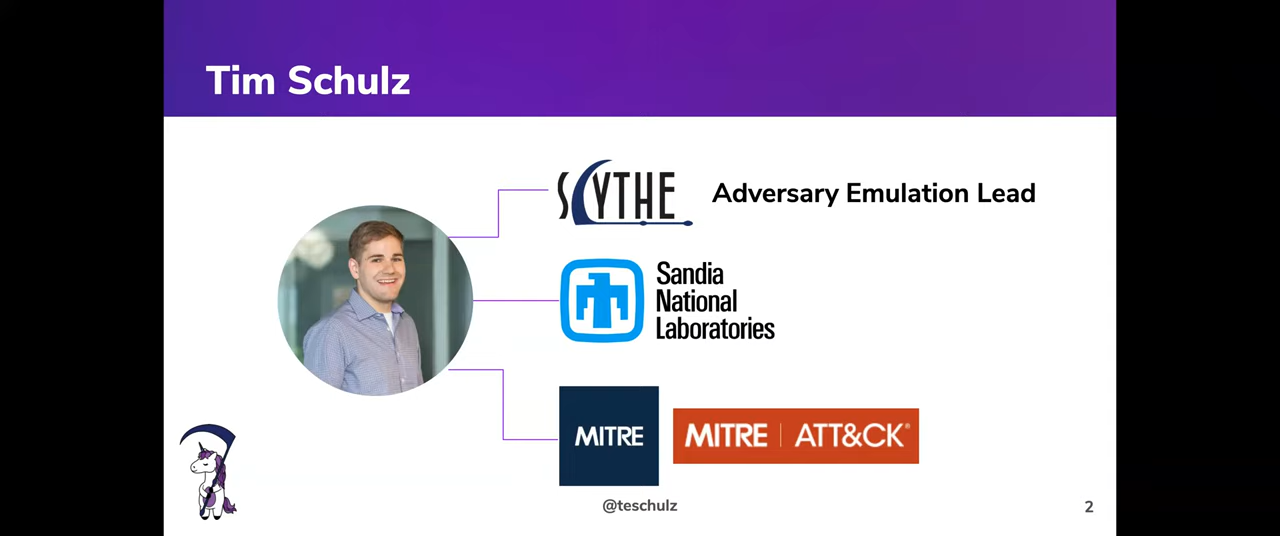 Tim Schulz
SCYTHE
Adversary Emulation Lead
Sandia
National
Laboratories
MITRE
MITRE | ATT&CK®
@teschulz
2